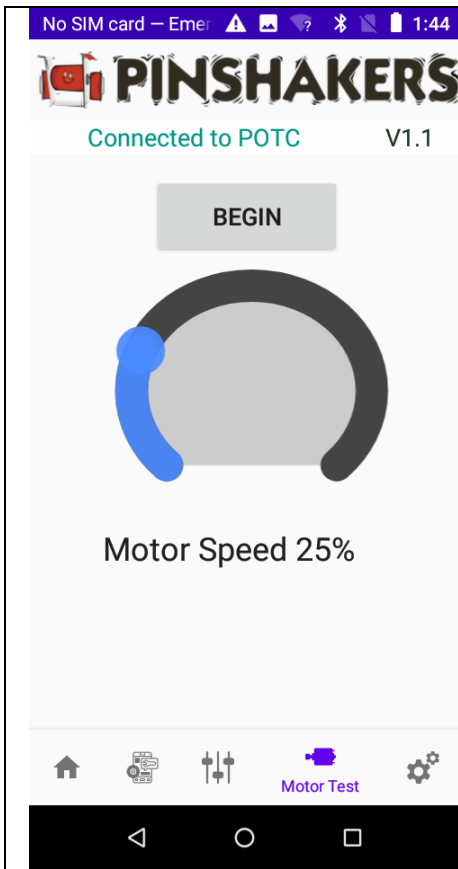 No SIM card — Emer
1:44
PINSHAKERS
Connected to POTC V1.1
BEGIN
Motor Speed 25%
Motor Test